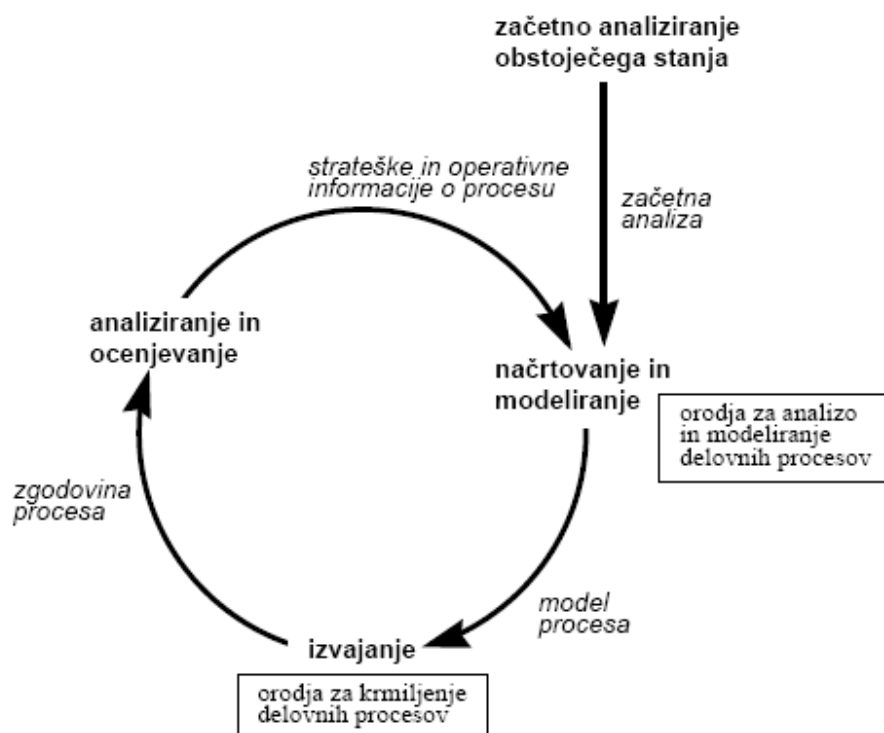 začetno analiziranje
obstoječega stanja
strateške in operativne
informacije o procesu
začetna
analiza
analiziranje in
ocenjevanje
načrtovanje in
modeliranje
orodja za analizo
in modeliranje
delovnih procesov
zgodovina
procesa
model
procesa
izvajanje
orodja za krmiljenje
delovnih procesov